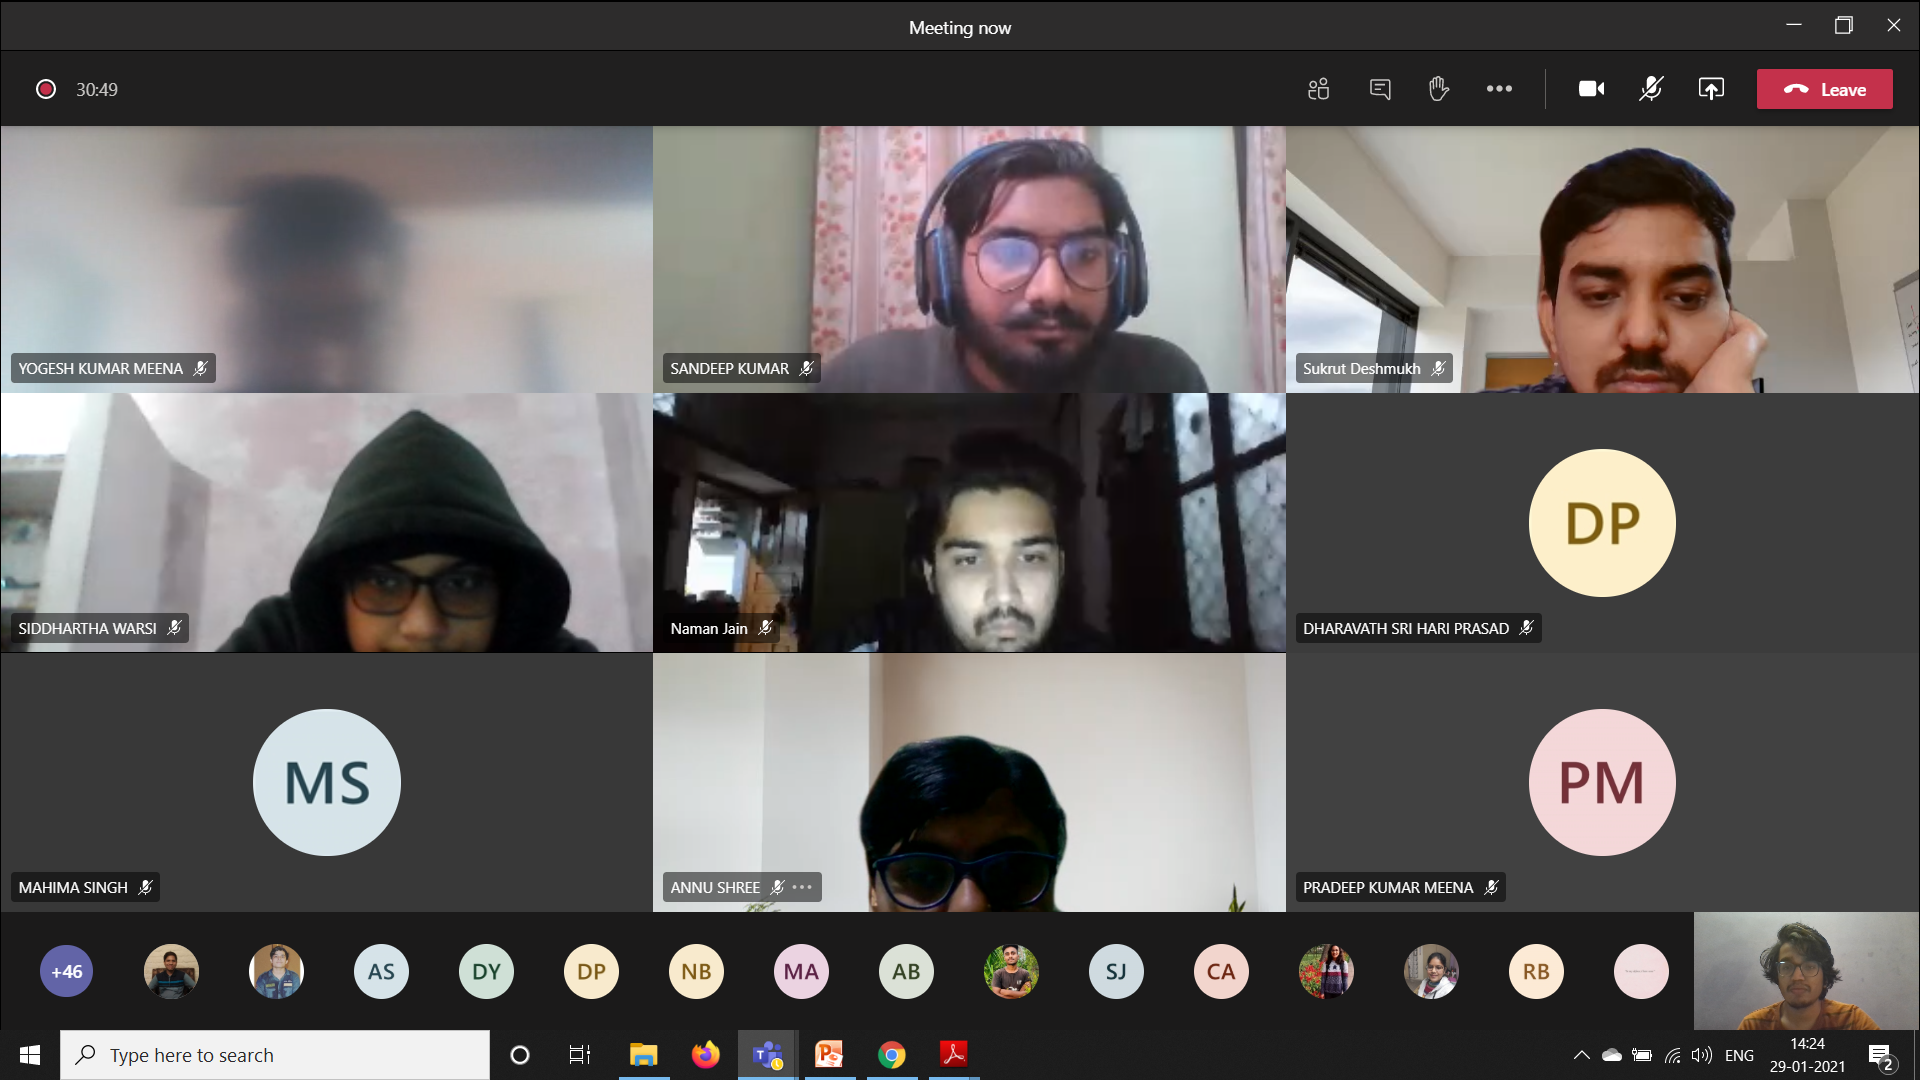 Meeting now
30:49
Leave
YOGESH KUMAR MEENA
SANDEEP KUMAR
Sukrut Deshmukh
SIDDHARTHA WARSI
Naman Jain
DP
DHARAVATH SRI HARI PRASAD
MS
MAHIMA SINGH
ANNU SHREE
PM
PRADEEP KUMAR MEENA
+46
AS
DY
DP
NB
MA
AB
SJ
CA
RB
Type here to search
ENG
14:24
29-01-2021
2